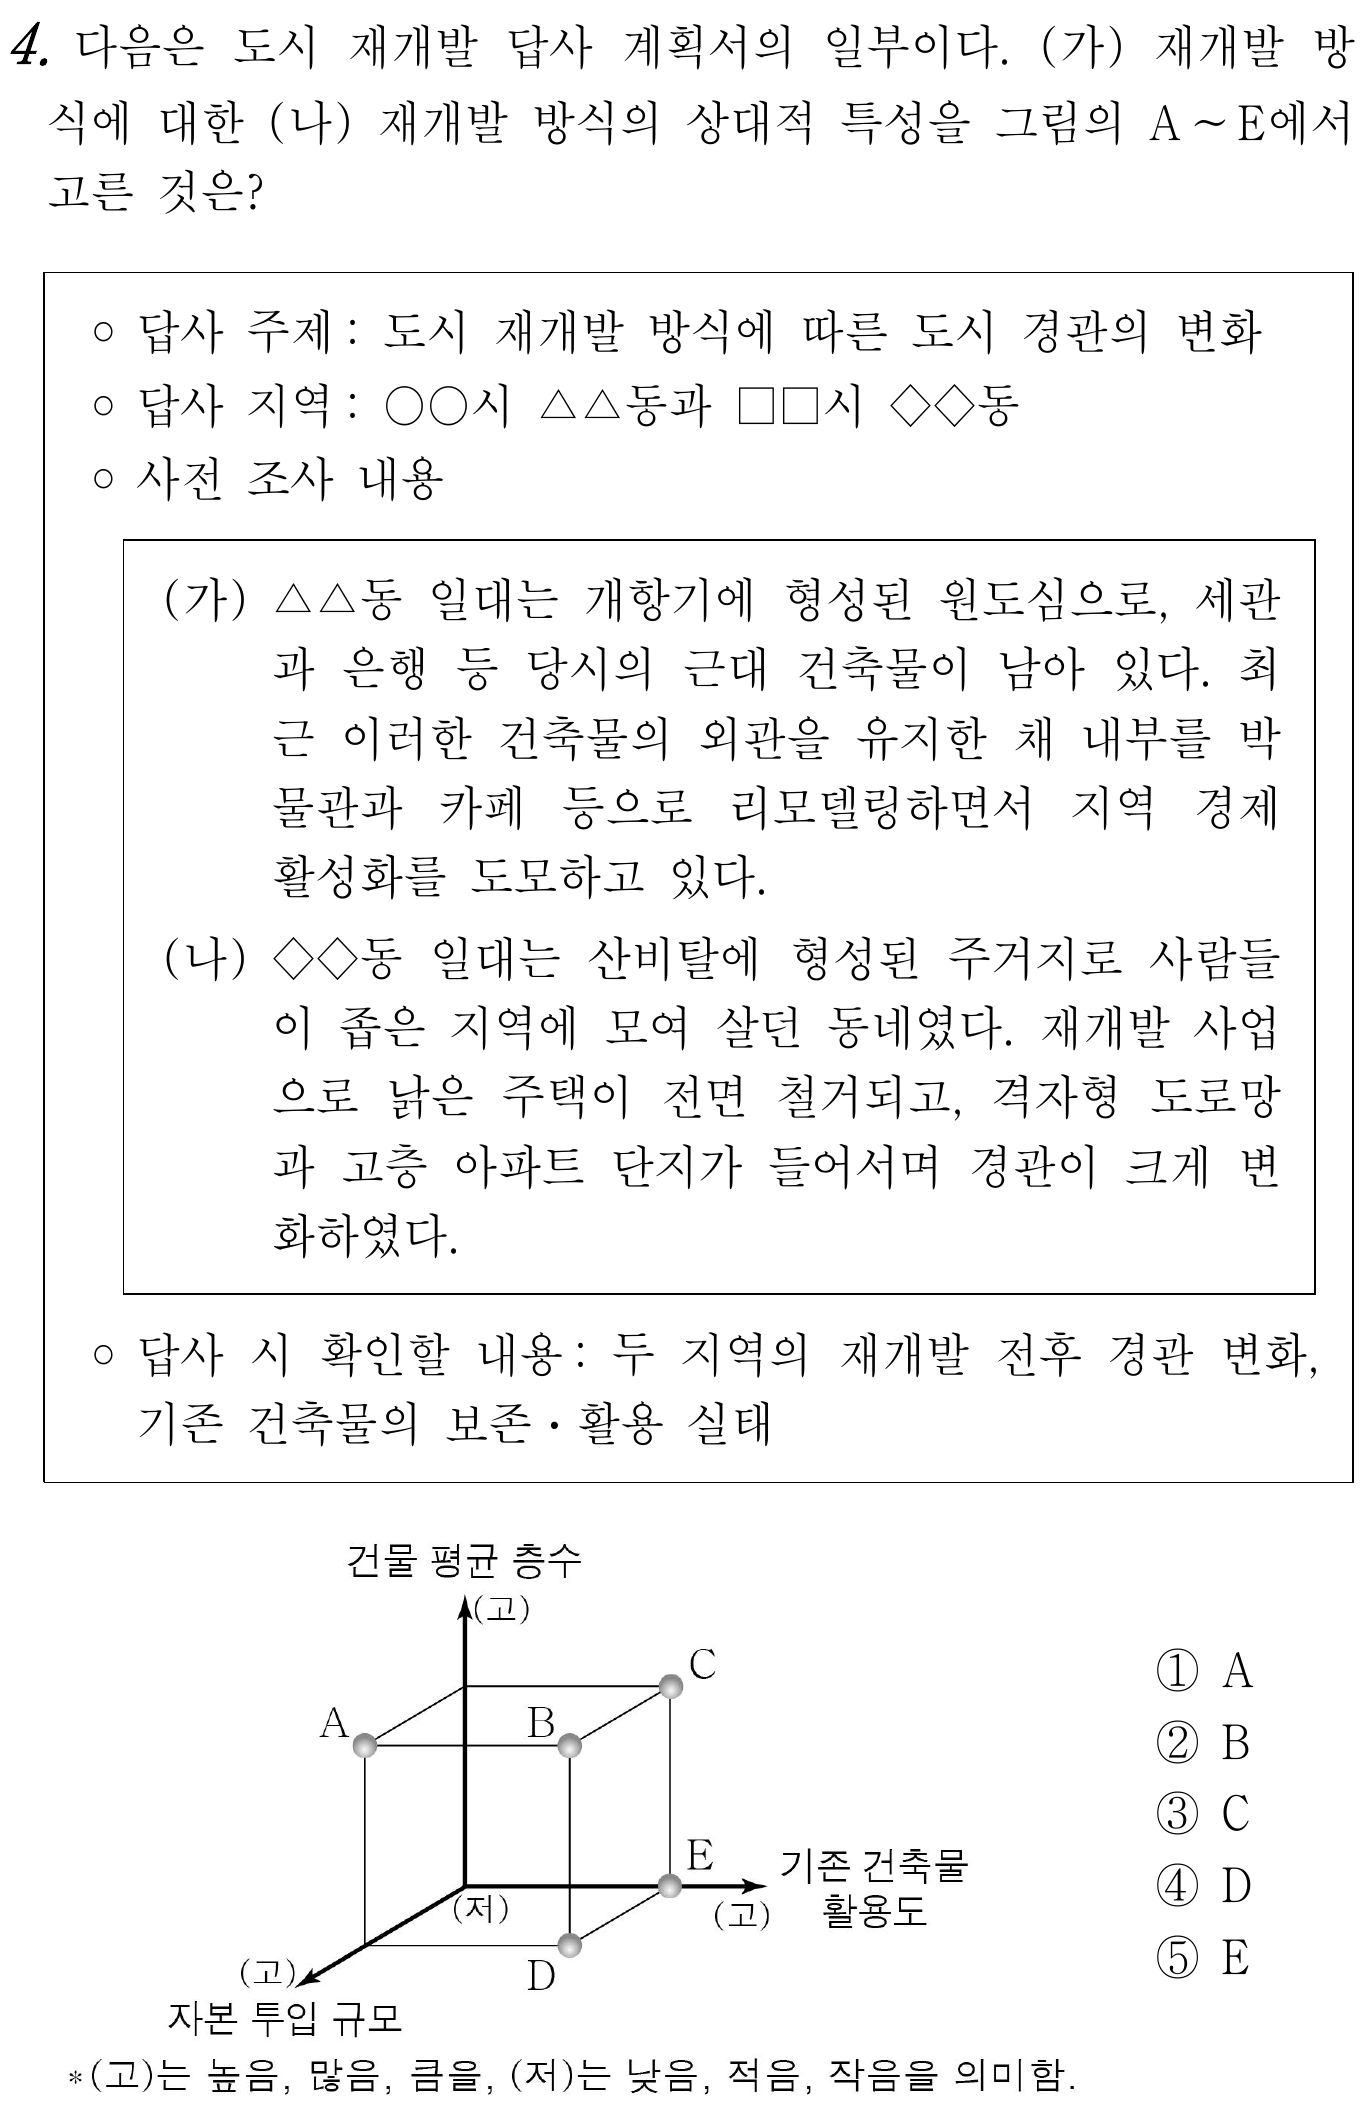 4. 다음은 도시 재개발 답사 계획서의 일부이다. (가) 재개발 방
식에 대한 (나) 재개발 방식의 상대적 특성을 그림의 A～E에서
고른 것은?
○ 답사 주제: 도시 재개발 방식에 따른 도시 경관의 변화
○ 답사 지역: ○○시 △△동과 □□시 ◇◇동
○ 사전 조사 내용
(가) △△동 일대는 개항기에 형성된 원도심으로, 세관
과 은행 등 당시의 근대 건축물이 남아 있다. 최
근 이러한 건축물의 외관을 유지한 채 내부를 박
물관과 카페 등으로 리모델링하면서 지역 경제
활성화를 도모하고 있다.
(나) ◇◇동 일대는 산비탈에 형성된 주거지로 사람들
이 좁은 지역에 모여 살던 동네였다. 재개발 사업
으로 낡은 주택이 전면 철거되고, 격자형 도로망
과 고층 아파트 단지가 들어서며 경관이 크게 변
화하였다.
○ 답사 시 확인할 내용: 두 지역의 재개발 전후 경관 변화,
기존 건축물의 보존·활용 실태
건물 평균 층수
(고)
C
A
B
E
기존 건축물
활용도
(고)
(저)
D
(고)
자본 투입 규모
① A
② B
③ C
④ D
⑤ E
*(고)는 높음, 많음, 큼을, (저)는 낮음, 적음, 작음을 의미함.